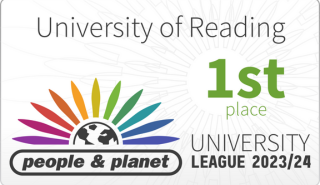 University of Reading
1st
place
people & planet
UNIVERSITY
LEAGUE 2023/24